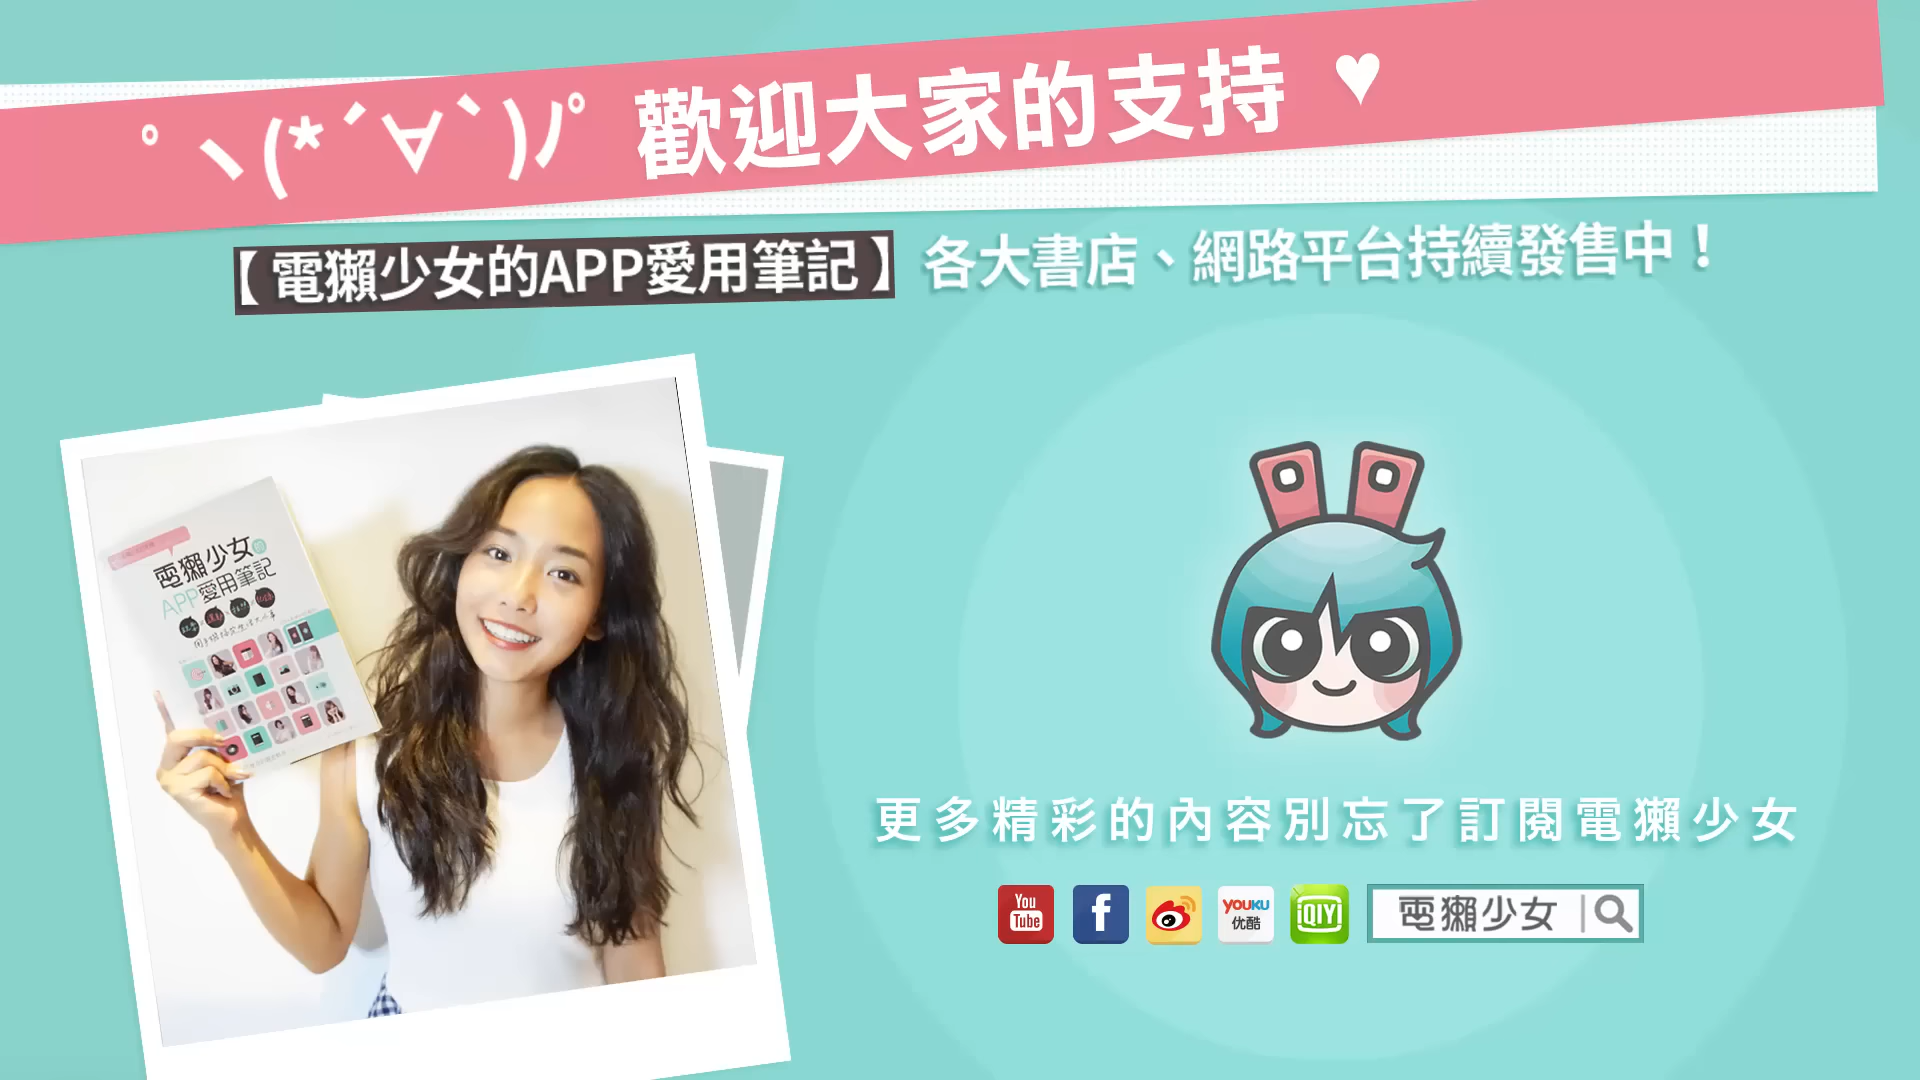 ゜ヽ(*´∀`)ﾉ゜ 歡迎大家的支持 ♥
【電獺少女的APP愛用筆記】各大書店、網路平台持續發售中！
電獺少女的
APP愛用筆記
更多精彩的內容別忘了訂閱電獺少女
You Tube f YOUKU 优酷 iQIYI 電獺少女